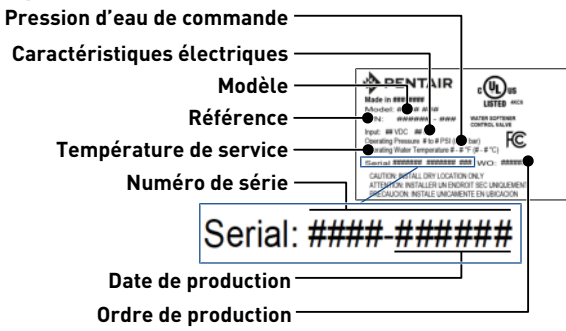 Pression d'eau de commande
Caractéristiques électriques
Modèle
Référence
Température de service
Numéro de série
PENTAIR
Made in ########
Model: #### ###
P/N: ####### - ###
Input: ## VDC ##
Operating Pressure # to # PSI ( bar)
Operating Water Temperature # - # °F (# - # °C)
Serial ####### ####### ### WO: ######
C UL US
LISTED
WATER SOFTENER
CONTROL VALVE
FC
CAUTION: INSTALL DRY LOCATION ONLY
ATTENTION: INSTALLER UN ENDROIT SEC UNIQUEMENT
PRECAUCION: INSTALE UNICAMENTE EN UBICACION
Serial: ####-######
Date de production
Ordre de production